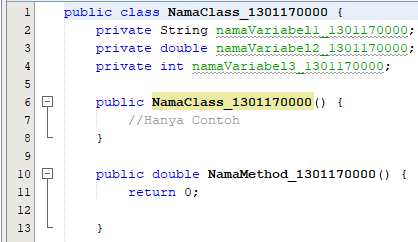 1 public class NamaClass_1301170000 {
2 private String namaVariabel1_1301170000;
3 private double namaVariabel2_1301170000;
4 private int namaVariabel3_1301170000;
5
6 public NamaClass_1301170000() {
7 //Hanya Contoh
8 }
9
10 public double NamaMethod_1301170000() {
11 return 0;
12
13 }